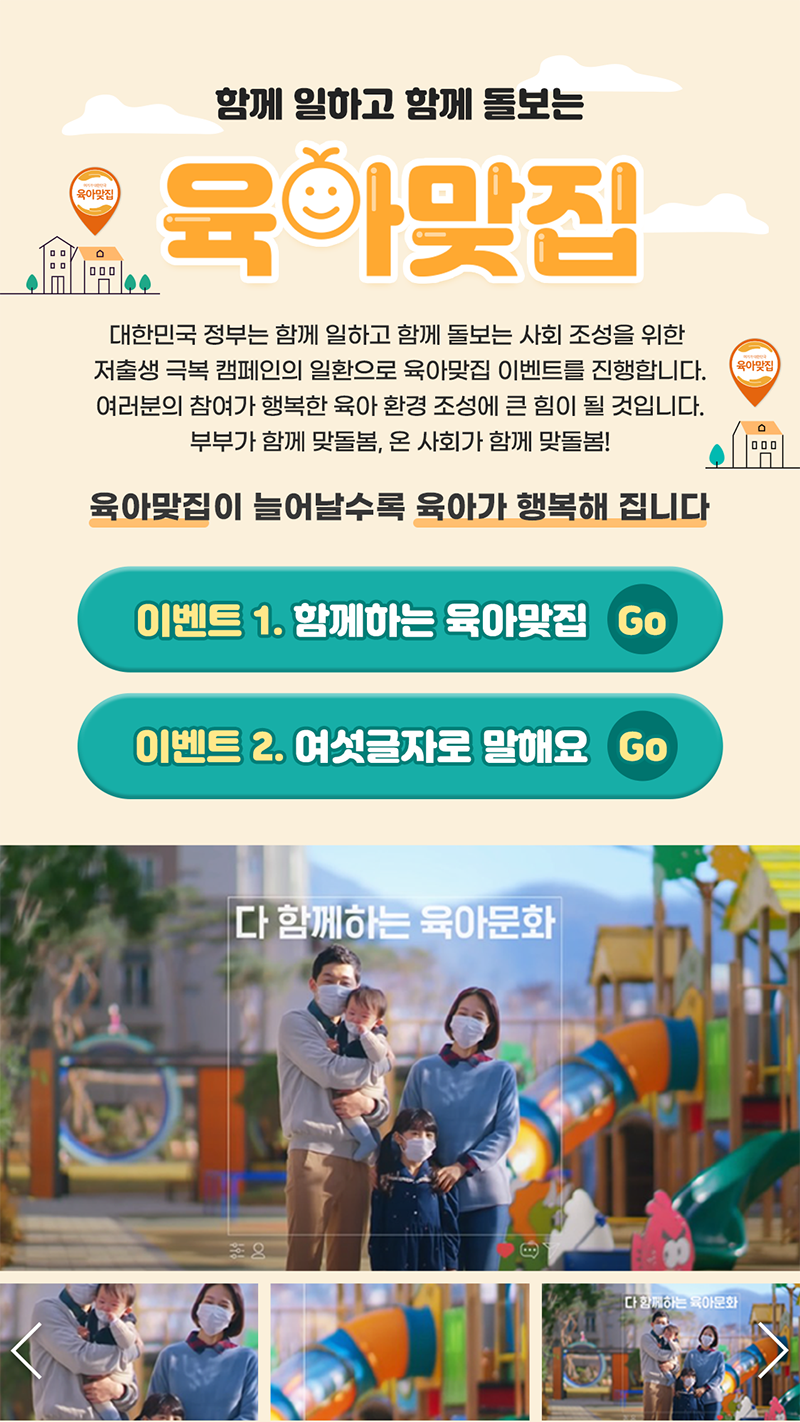 함께 일하고 함께 돌보는
육아맞집
육아맞집
대한민국 정부는 함께 일하고 함께 돌보는 사회 조성을 위한
저출생 극복 캠페인의 일환으로 육아맞집 이벤트를 진행합니다.
육아맞집
여러분의 참여가 행복한 육아 환경 조성에 큰 힘이 될 것입니다.
부부가 함께 맞돌봄, 온 사회가 함께 맞돌봄!
육아맞집이 늘어날수록 육아가 행복해 집니다
이벤트 1. 함께하는 육아맞집 Go
이벤트 2. 여섯글자로 말해요 Go
다 함께하는 육아문화
다 함께하는 육아문화